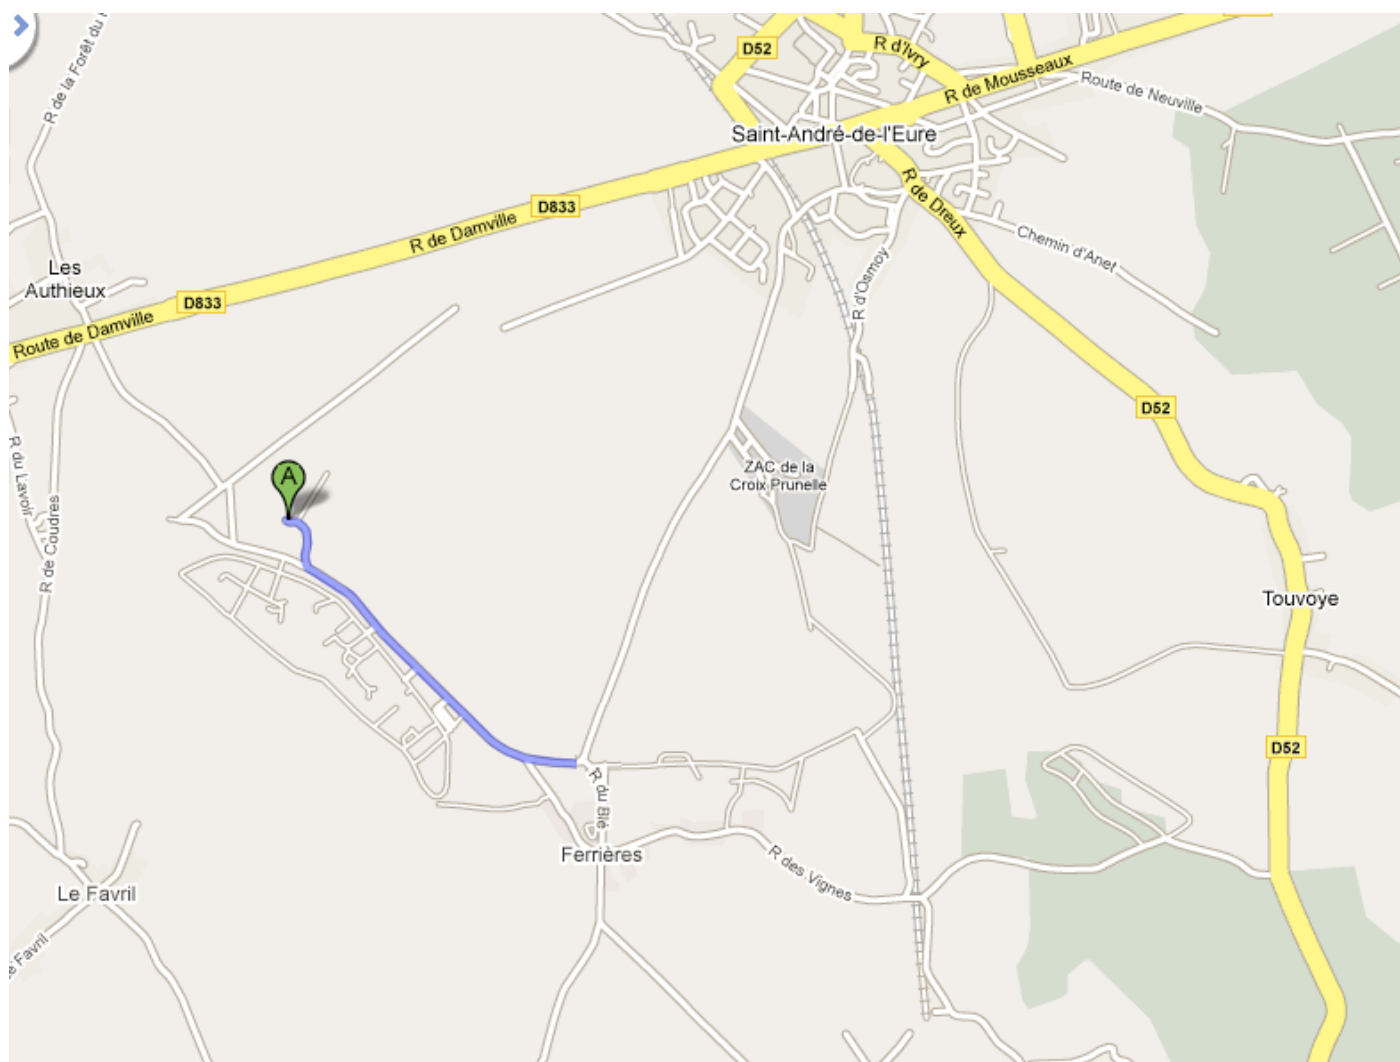 R de la Forêt du
D52
R d'Ivry
R de Mousseaux
Route de Neuville
Saint-André-de-l'Eure
R de Dreux
D833
R de Damville
Chemin d'Anet
Les
Authieux
D833
R d'Osmoy
Route de Damville
D52
R du Lavoir
ZAC de la
Croix Prunelle
A
R de Coudres
Touvoye
D52
R du Blé
Ferrières
R des Vignes
Le Favril
Favril